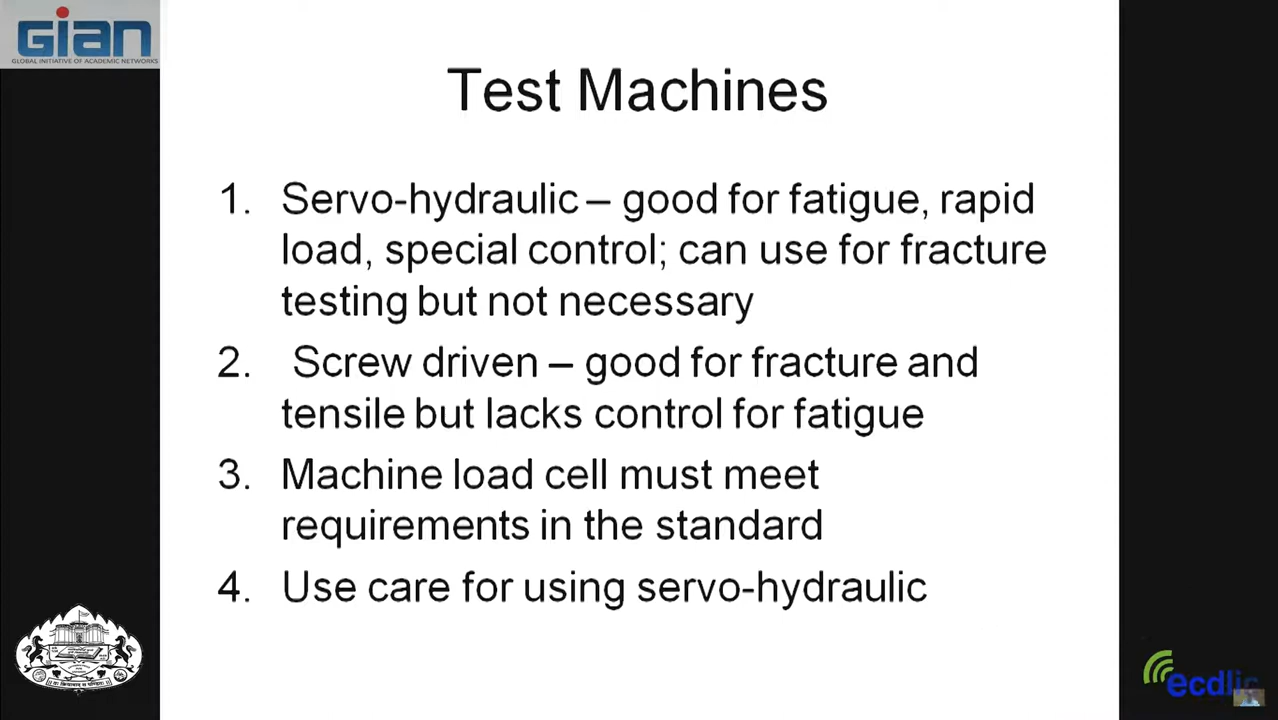 GIAN
GLOBAL INITIATIVE OF ACADEMIC NETWORKS
Test Machines
1. Servo-hydraulic – good for fatigue, rapid
load, special control; can use for fracture
testing but not necessary
2. Screw driven – good for fracture and
tensile but lacks control for fatigue
3. Machine load cell must meet
requirements in the standard
4. Use care for using servo-hydraulic